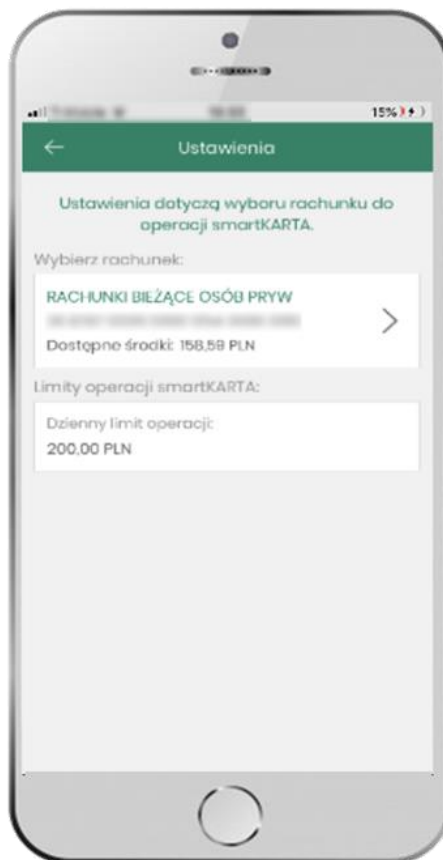 15%
Ustawienia
Ustawienia dotyczą wyboru rachunku do
operacji smartKARTA.
Wybierz rachunek:
RACHUNKI BIEŻĄCE OSÓB PRYW
Dostępne środki: 158,59 PLN
Limity operacji smartKARTA:
Dzienny limit operacji:
200,00 PLN